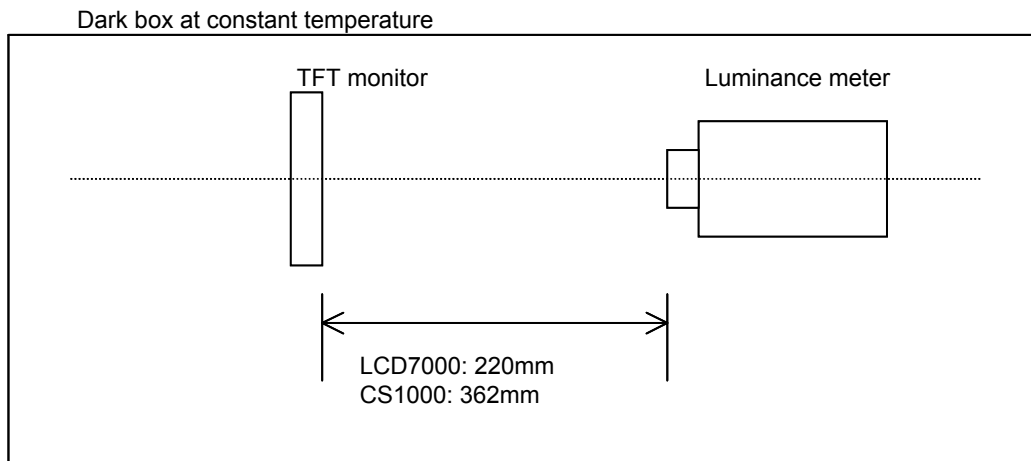 Dark box at constant temperature
TFT monitor
Luminance meter
LCD7000: 220mm
CS1000: 362mm